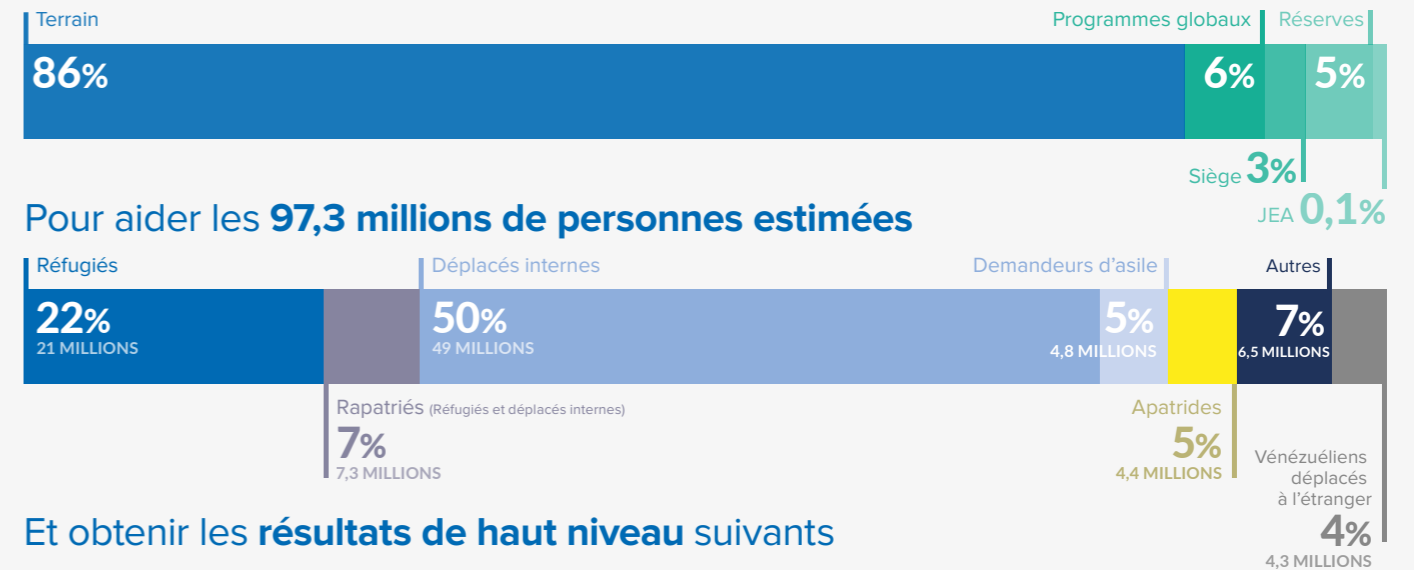 Terrain
Programmes globaux
Réserves
86%
6%
5%
Siège 3%
JEA 0,1%
Pour aider les 97,3 millions de personnes estimées
Réfugiés
Déplacés internes
Demandeurs d’asile
Autres
22%
21 MILLIONS
50%
49 MILLIONS
5%
4,8 MILLIONS
7%
6,5 MILLIONS
Rapatriés (Réfugiés et déplacés internes)
7%
7,3 MILLIONS
Apatrides
5%
4,4 MILLIONS
Vénézuéliens
déplacés
à l’étranger
4%
4,3 MILLIONS
Et obtenir les résultats de haut niveau suivants